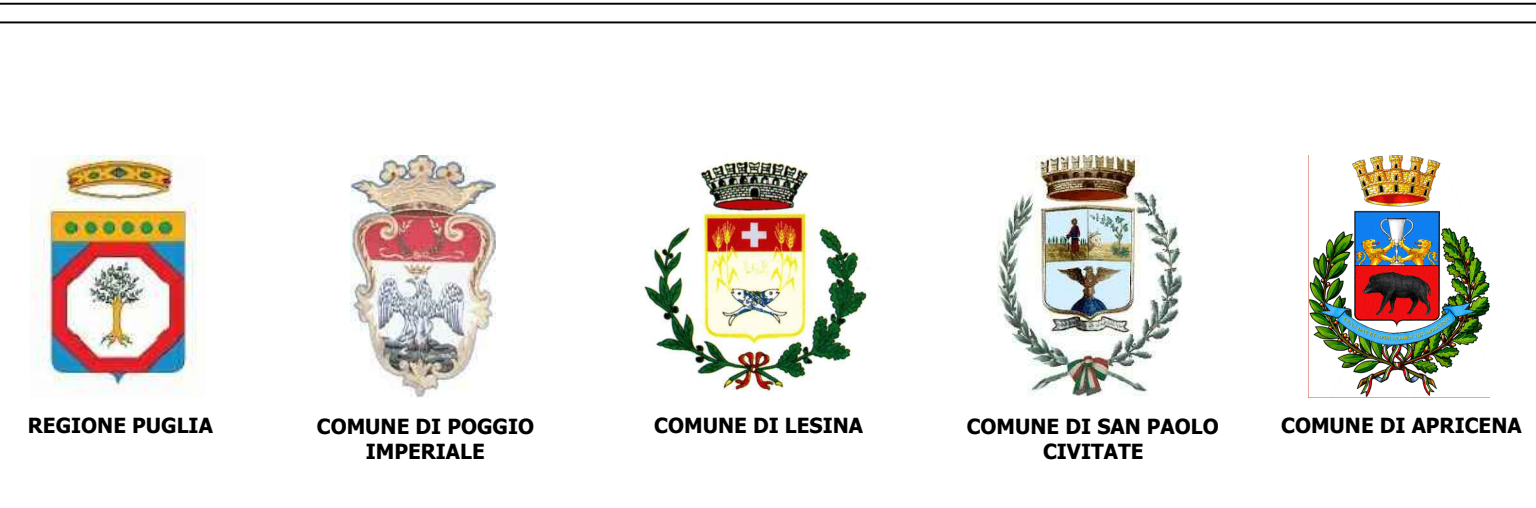 REGIONE PUGLIA
COMUNE DI POGGIO
IMPERIALE
COMUNE DI LESINA
COMUNE DI SAN PAOLO
CIVITATE
COMUNE DI APRICENA